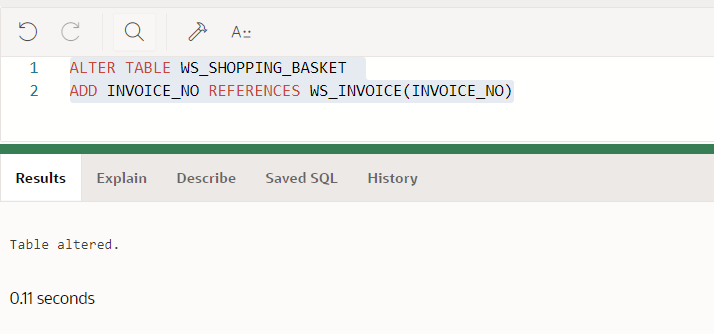 A::
1 ALTER TABLE WS_SHOPPING_BASKET
2 ADD INVOICE_NO REFERENCES WS_INVOICE(INVOICE_NO)
Results Explain Describe Saved SQL History
Table altered.
0.11 seconds